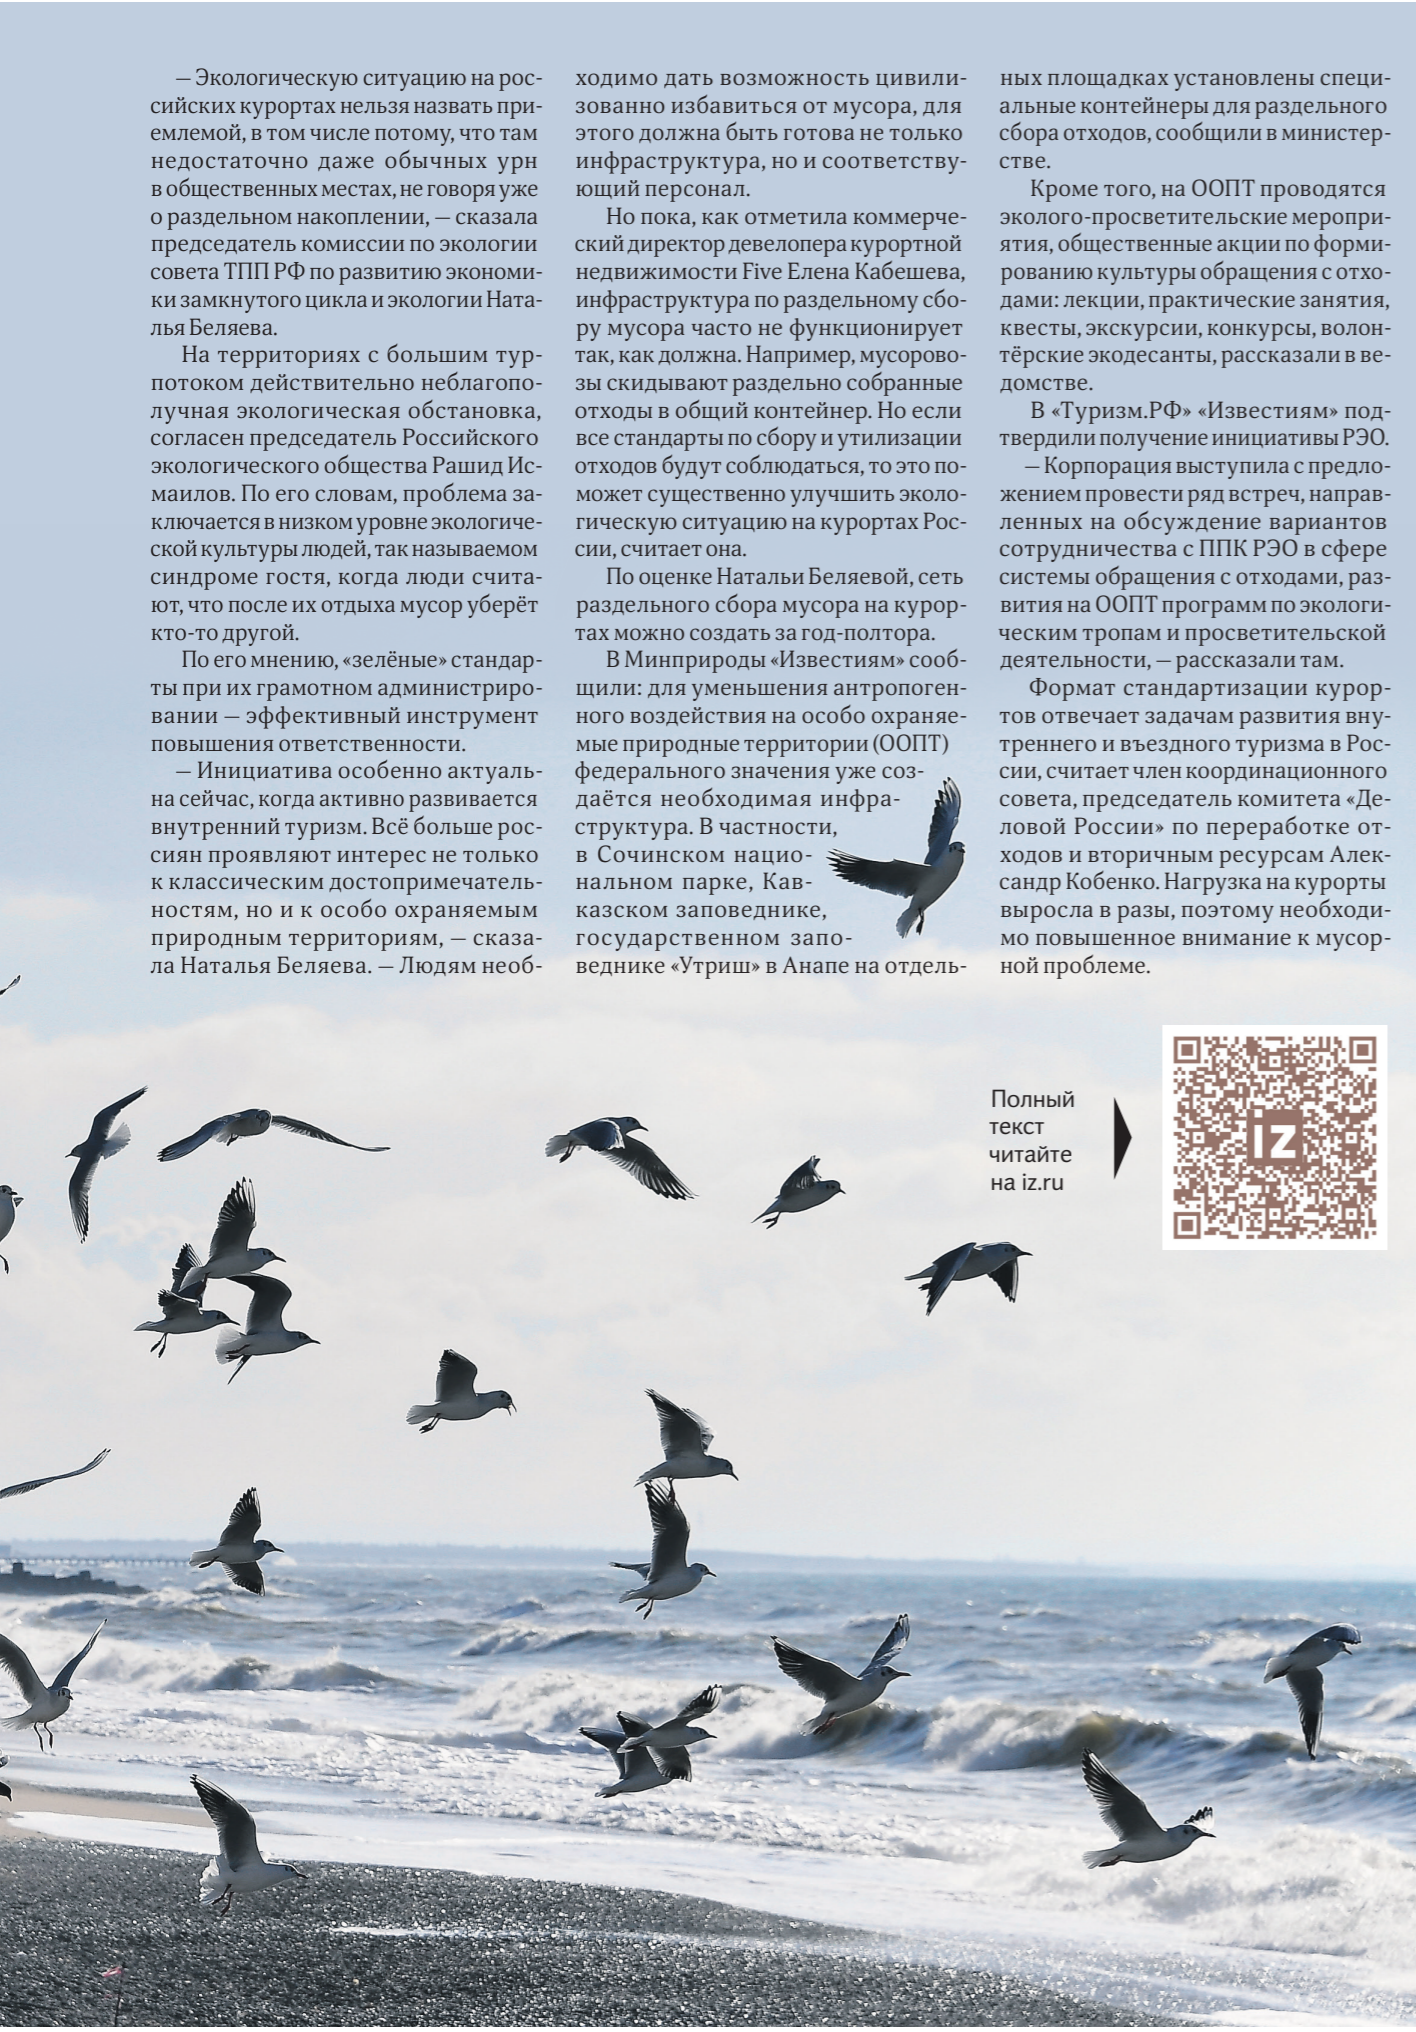 — Экологическую ситуацию на рос-
сийских курортах нельзя назвать при-
емлемой, в том числе потому, что там
недостаточно даже обычных урн
в общественных местах, не говоря уже
о раздельном накоплении, — сказала
председатель комиссии по экологии
совета ТПП РФ по развитию экономи-
ки замкнутого цикла и экологии Ната-
лья Беляева.
На территориях с большим тур-
потоком действительно неблагопо-
лучная экологическая обстановка,
согласен председатель Российского
экологического общества Рашид Ис-
маилов. По его словам, проблема за-
ключается в низком уровне экологиче-
ской культуры людей, так называемом
синдроме гостя, когда люди счита-
ют, что после их отдыха мусор уберёт
кто-то другой.
По его мнению, «зелёные» стандар-
ты при их грамотном администриро-
вании — эффективный инструмент
повышения ответственности.
— Инициатива особенно актуаль-
на сейчас, когда активно развивается
внутренний туризм. Всё больше рос-
сиян проявляют интерес не только
к классическим достопримечатель-
ностям, но и к особо охраняемым
природным территориям, — сказа-
ла Наталья Беляева. — Людям необ-
ходимо дать возможность цивили-
зованно избавиться от мусора, для
этого должна быть готова не только
инфраструктура, но и соответству-
ющий персонал.
Но пока, как отметила коммерче-
ский директор девелопера курортной
недвижимости Five Елена Кабешева,
инфраструктура по раздельному сбо-
ру мусора часто не функционирует
так, как должна. Например, мусорово-
зы скидывают раздельно собранные
отходы в общий контейнер. Но если
все стандарты по сбору и утилизации
отходов будут соблюдаться, то это по-
может существенно улучшить эколо-
гическую ситуацию на курортах Рос-
сии, считает она.
По оценке Натальи Беляевой, сеть
раздельного сбора мусора на курор-
тах можно создать за год-полтора.
В Минприроды «Известиям» сооб-
щили: для уменьшения антропоген-
ного воздействия на особо охраняе-
мые природные территории (ООПТ)
федерального значения уже соз-
даётся необходимая инфра-
структура. В частности,
в Сочинском нацио-
нальном парке, Кав-
казском заповеднике,
государственном запо-
веднике «Утриш» в Анапе на отдель-
ных площадках установлены специ-
альные контейнеры для раздельного
сбора отходов, сообщили в министер-
стве.
Кроме того, на ООПТ проводятся
эколого-просветительские меропри-
ятия, общественные акции по форми-
рованию культуры обращения с отхо-
дами: лекции, практические занятия,
квесты, экскурсии, конкурсы, волон-
тёрские экодесанты, рассказали в ве-
домстве.
В «Туризм.РФ» «Известиям» под-
твердили получение инициативы РЭО.
— Корпорация выступила с предло-
жением провести ряд встреч, направ-
ленных на обсуждение вариантов
сотрудничества с ППК РЭО в сфере
системы обращения с отходами, раз-
вития на ООПТ программ по экологи-
ческим тропам и просветительской
деятельности, — рассказали там.
Формат стандартизации курор-
тов отвечает задачам развития вну-
треннего и въездного туризма в Рос-
сии, считает член координационного
совета, председатель комитета «Де-
ловой России» по переработке от-
ходов и вторичным ресурсам Алек-
сандр Кобенко. Нагрузка на курорты
выросла в разы, поэтому необходи-
мо повышенное внимание к мусор-
ной проблеме.
Полный
текст
читайте
на iz.ru
iz